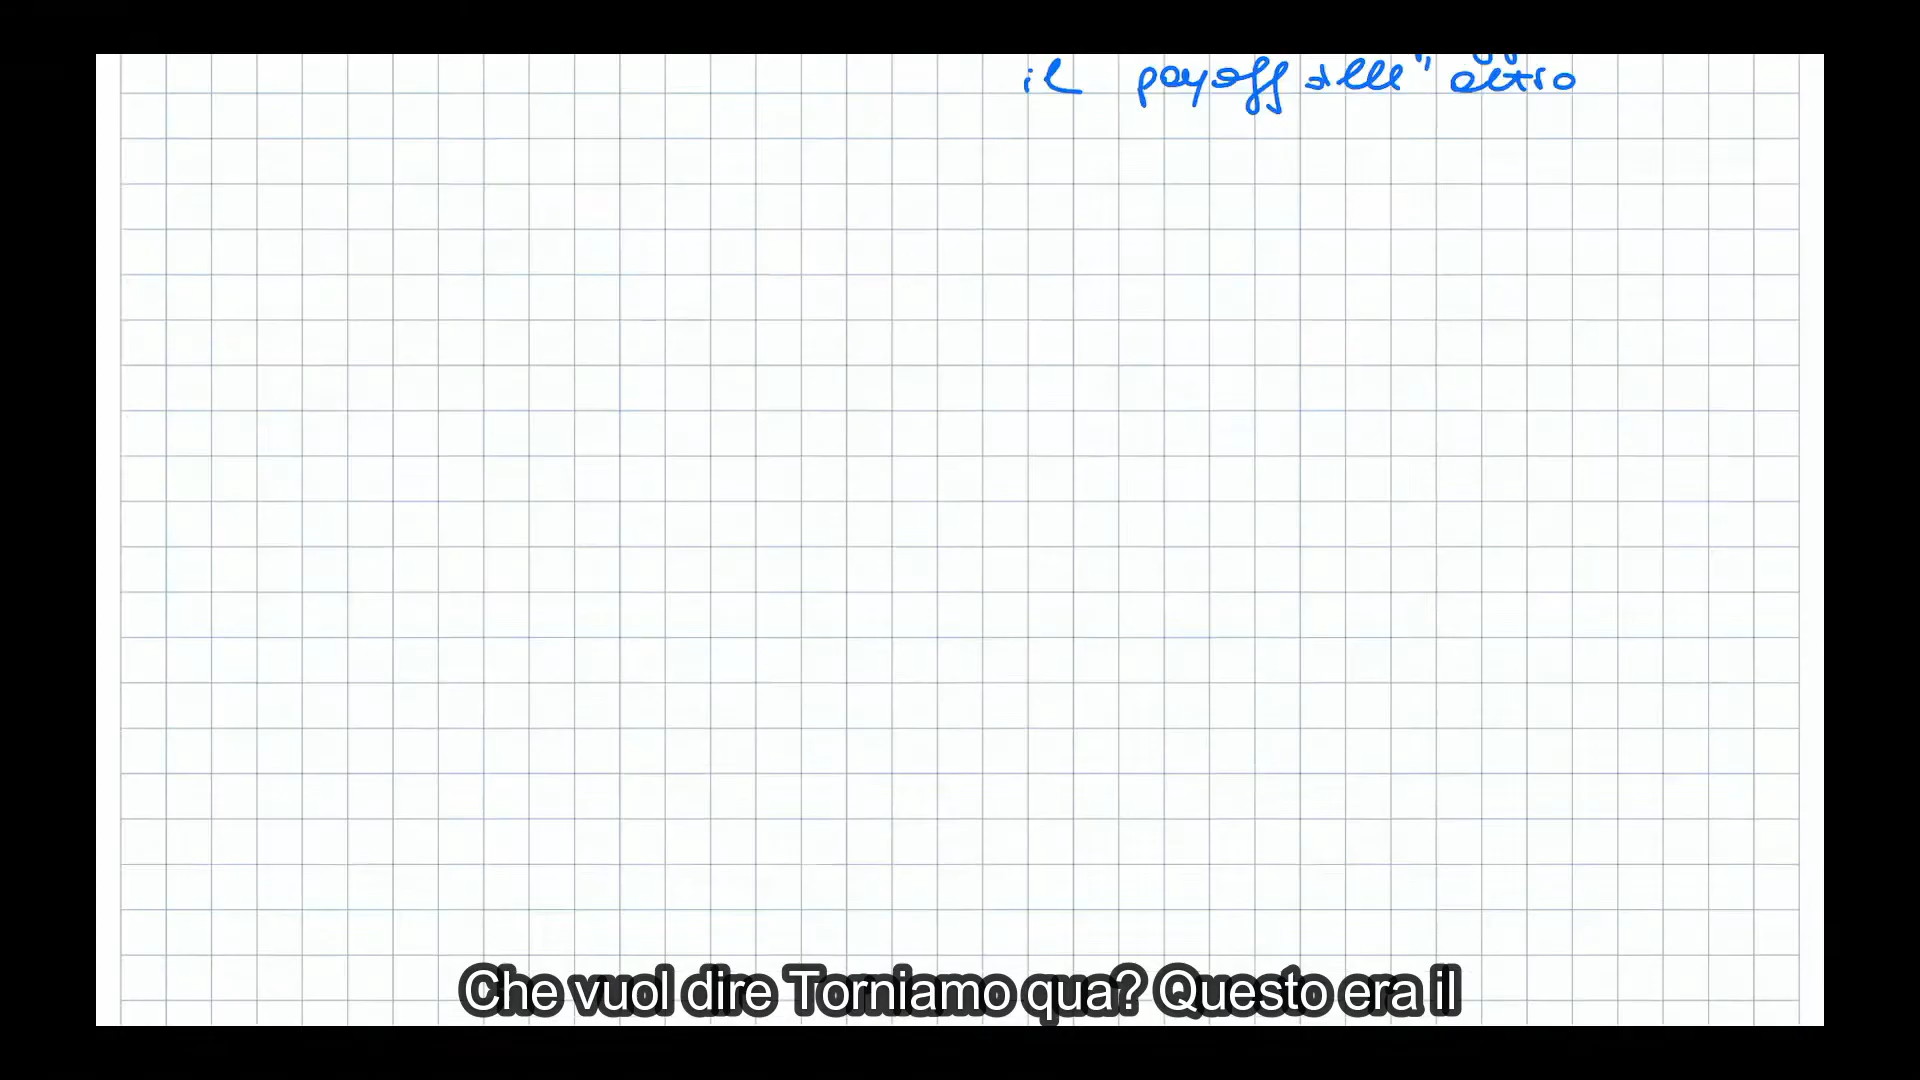 il payoff dell'altro
Che vuol dire Torniamo qua? Questo era il